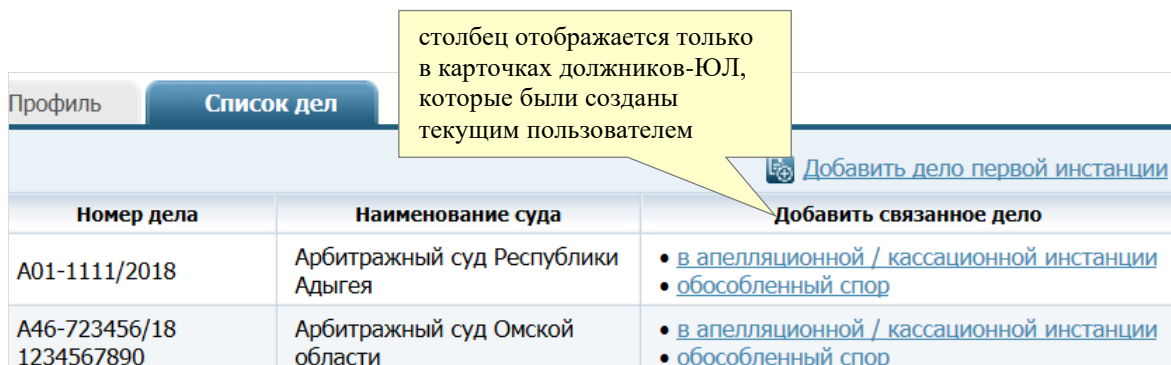 столбец отображается только
в карточках должников-ЮЛ,
которые были созданы
текущим пользователем
Профиль
Список дел
Добавить дело первой инстанции
Номер дела
Наименование суда
Добавить связанное дело
А01-1111/2018
Арбитражный суд Республики
Адыгея
• в апелляционной / кассационной инстанции
• обособленный спор
А46-723456/18
1234567890
Арбитражный суд Омской
области
• в апелляционной / кассационной инстанции
• обособленный спор